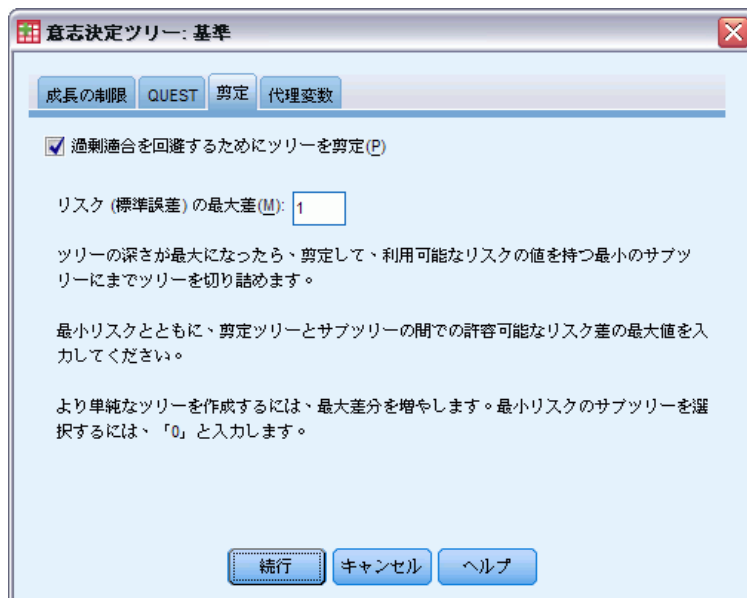 意志決定ツリー: 基準
成長の制限 QUEST 剪定 代理変数
過剰適合を回避するためにツリーを剪定(P)
リスク (標準誤差) の最大差(M): 1
ツリーの深さが最大になったら、剪定して、利用可能なリスクの値を持つ最小のサブツ
リーにまでツリーを切り詰めます。
最小リスクとともに、剪定ツリーとサブツリーの間での許容可能なリスク差の最大値を入
力してください。
より単純なツリーを作成するには、最大差分を増やします。最小リスクのサブツリーを選
択するには、「0」と入力します。
続行 キャンセル ヘルプ